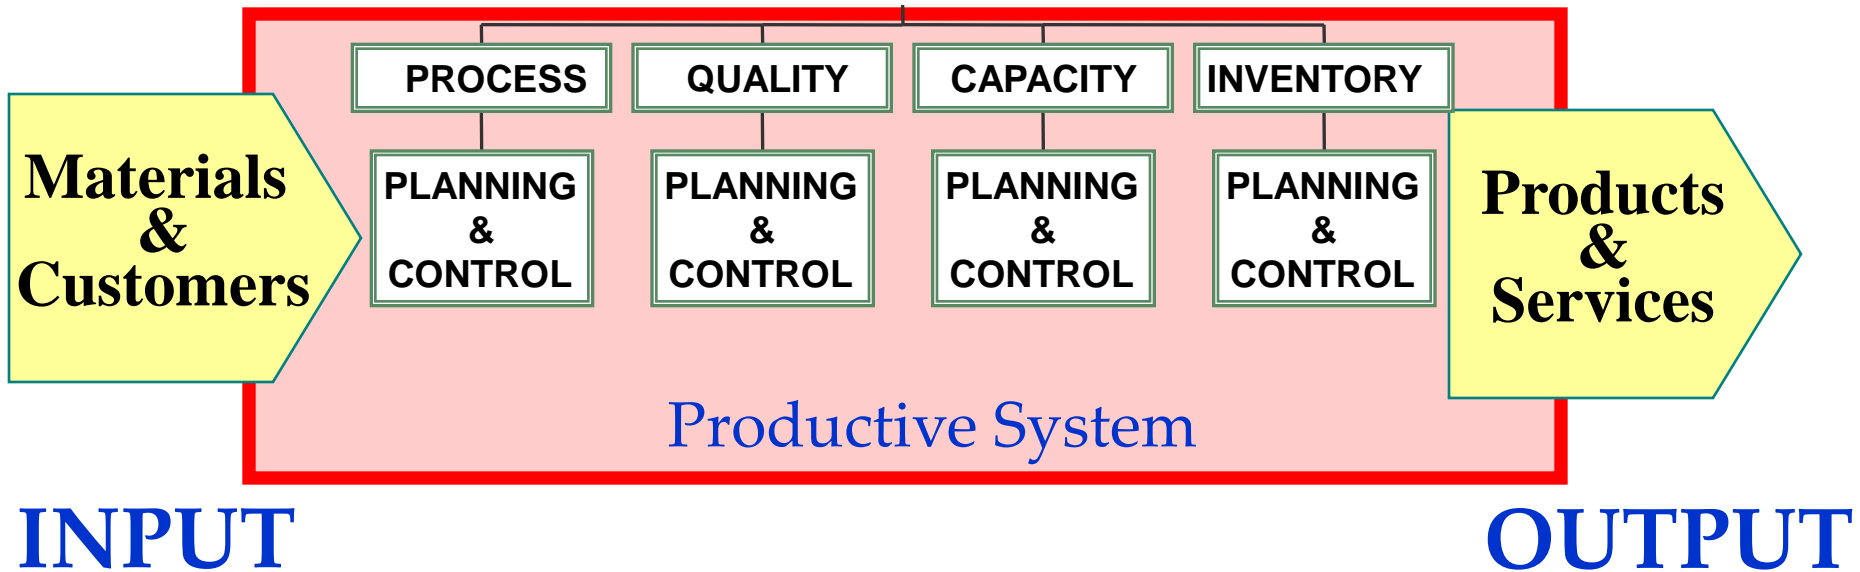 PROCESS
QUALITY
CAPACITY
INVENTORY
Materials
&
Customers
PLANNING
&
CONTROL
PLANNING
&
CONTROL
PLANNING
&
CONTROL
PLANNING
&
CONTROL
Products
&
Services
Productive System
INPUT
OUTPUT